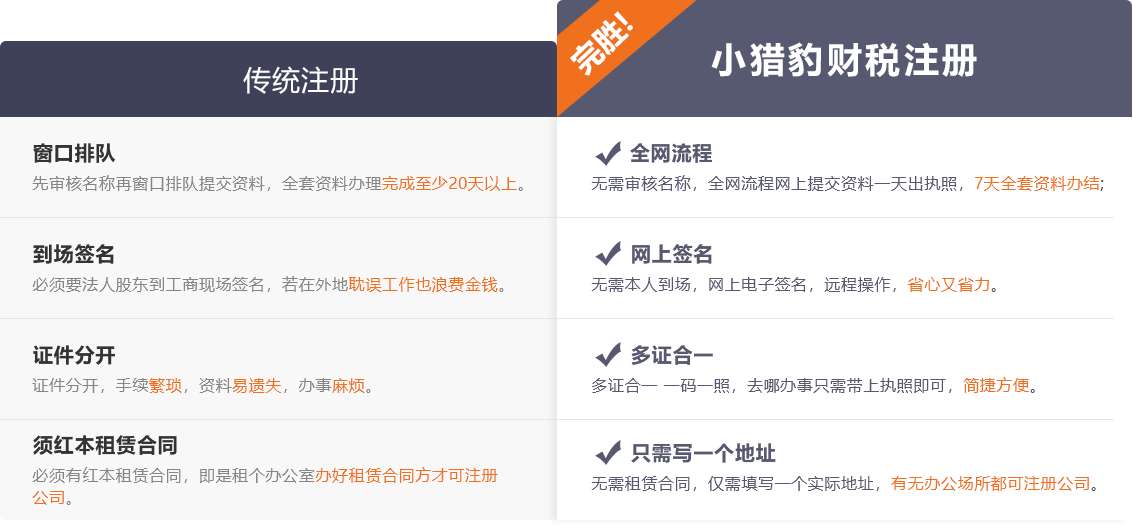 传统注册
窗口排队
先审核名称再窗口排队提交资料，全套资料办理完成至少20天以上。
到场签名
必须要法人股东到工商现场签名，若在外地耽误工作也浪费金钱。
证件分开
证件分开，手续繁琐，资料易遗失，办事麻烦。
须红本租赁合同
必须有红本租赁合同，即是租个办公室办好租赁合同方才可注册
公司。
完胜!
小猎豹财税注册
全网流程
无需审核名称，全网流程网上提交资料一天出执照，7天全套资料办结;
网上签名
无需本人到场，网上电子签名，远程操作，省心又省力。
多证合一
多证合一 一码一照，去哪办事只需带上执照即可，简捷方便。
只需写一个地址
无需租赁合同，仅需填写一个实际地址，有无办公场所都可注册公司。